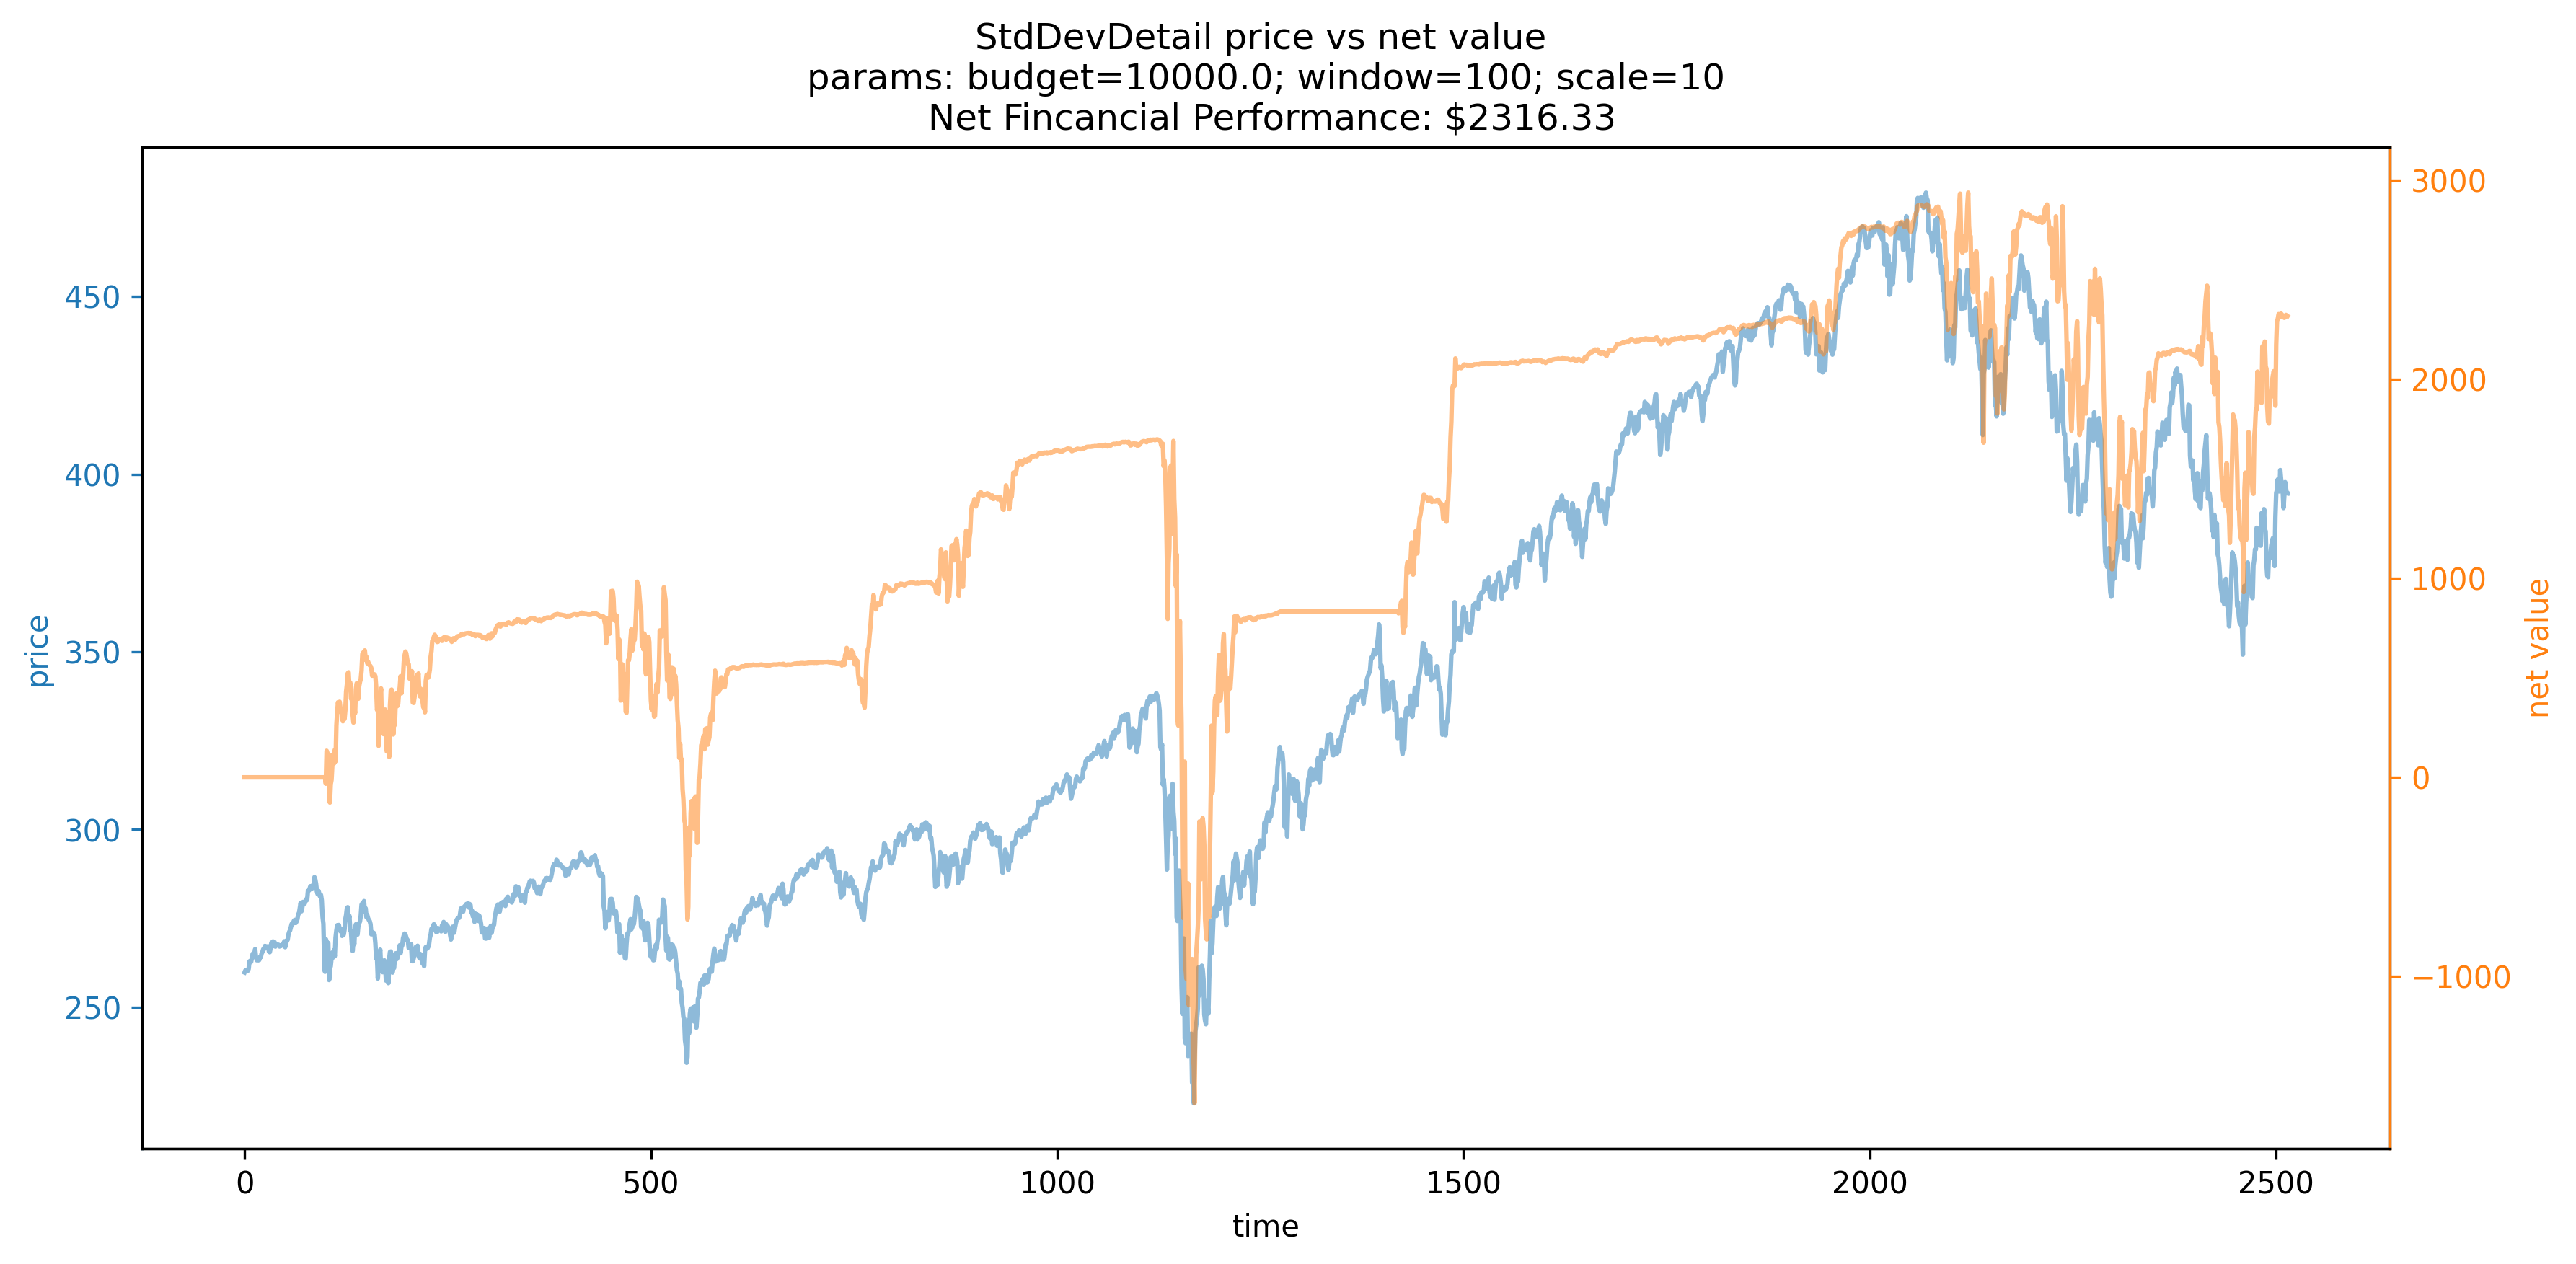 StdDevDetail price vs net value
params: budget=10000.0; window=100; scale=10
Net Fincancial Performance: $2316.33
450
400
350
300
250
price
3000
2000
1000
0
−1000
net value
0
500
1000
1500
2000
2500
time